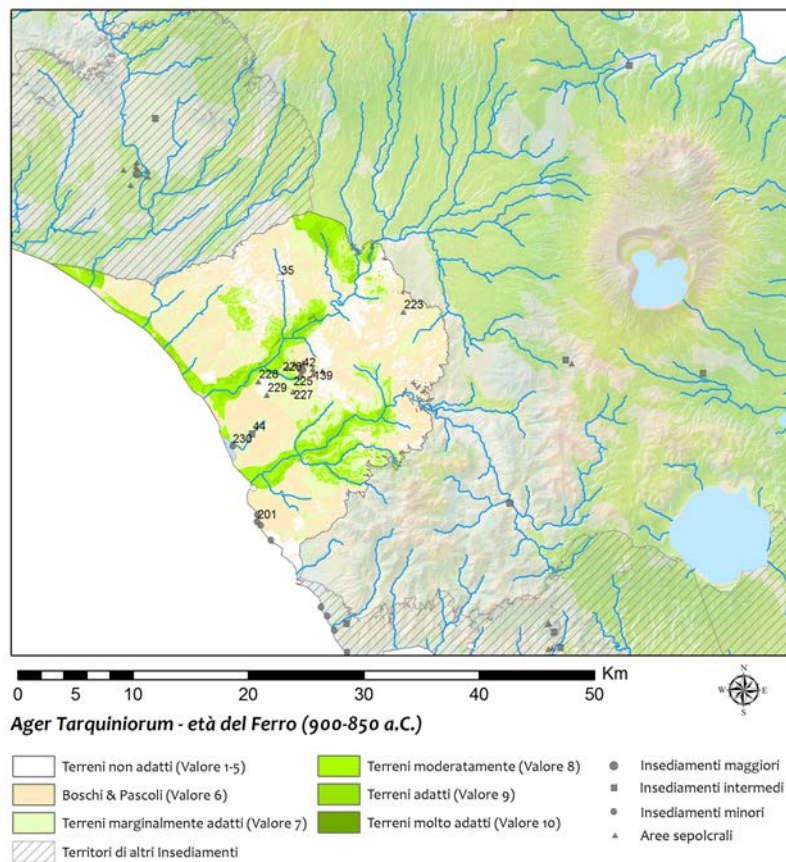 35
223
226 42
228 225 139
229 227
44
230
201
Km
0 10 20 30 40 50
N
W E
S
Ager Tarquiniorum - età del Ferro (900-850 a.C.)
Terreni non adatti (Valore 1-5)
Boschi & Pascoli (Valore 6)
Terreni marginalmente adatti (Valore 7)
Territori di altri Insediamenti
Terreni moderatamente (Valore 8)
Terreni adatti (Valore 9)
Terreni molto adatti (Valore 10)
Insediamenti maggiori
Insediamenti intermedi
Insediamenti minori
Aree sepolcrali